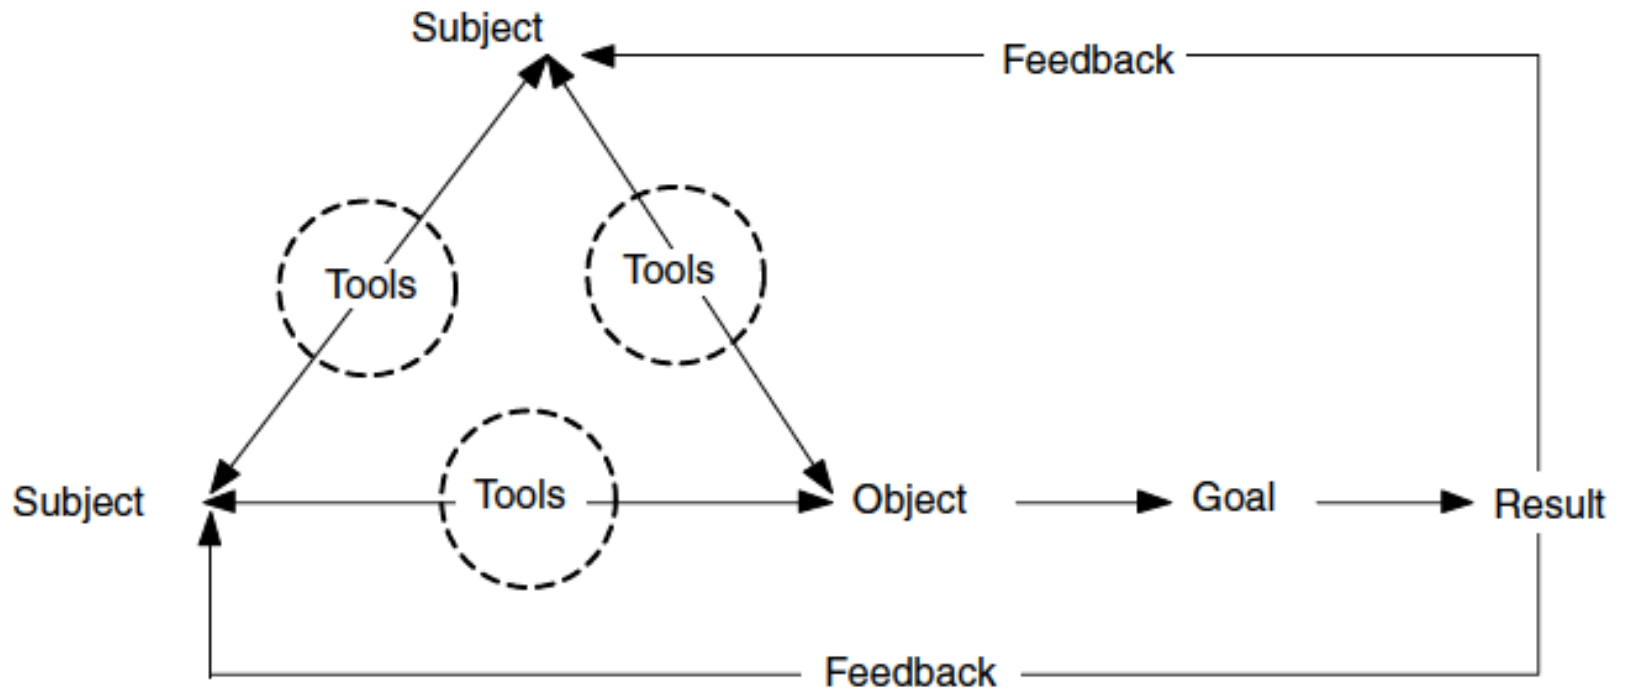 Subject
Feedback
Tools
Tools
Subject
Tools
Object
Goal
Result
Feedback